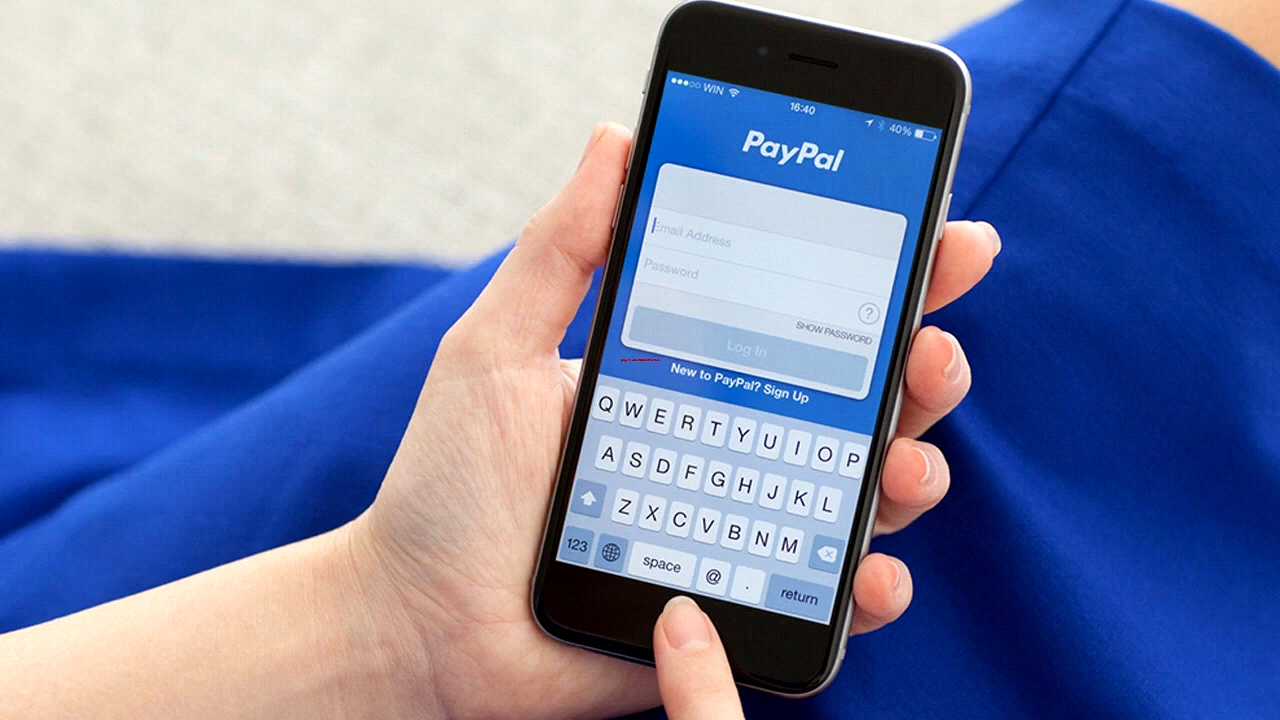 WIN
16:40
40%
PayPal
Email Address
Password
?
SHOW PASSWORD
Log In
New to PayPal? Sign Up
Q W E R T Y U I O P
A S D F G H J K L
Z X C V B N M
123 space @ . return